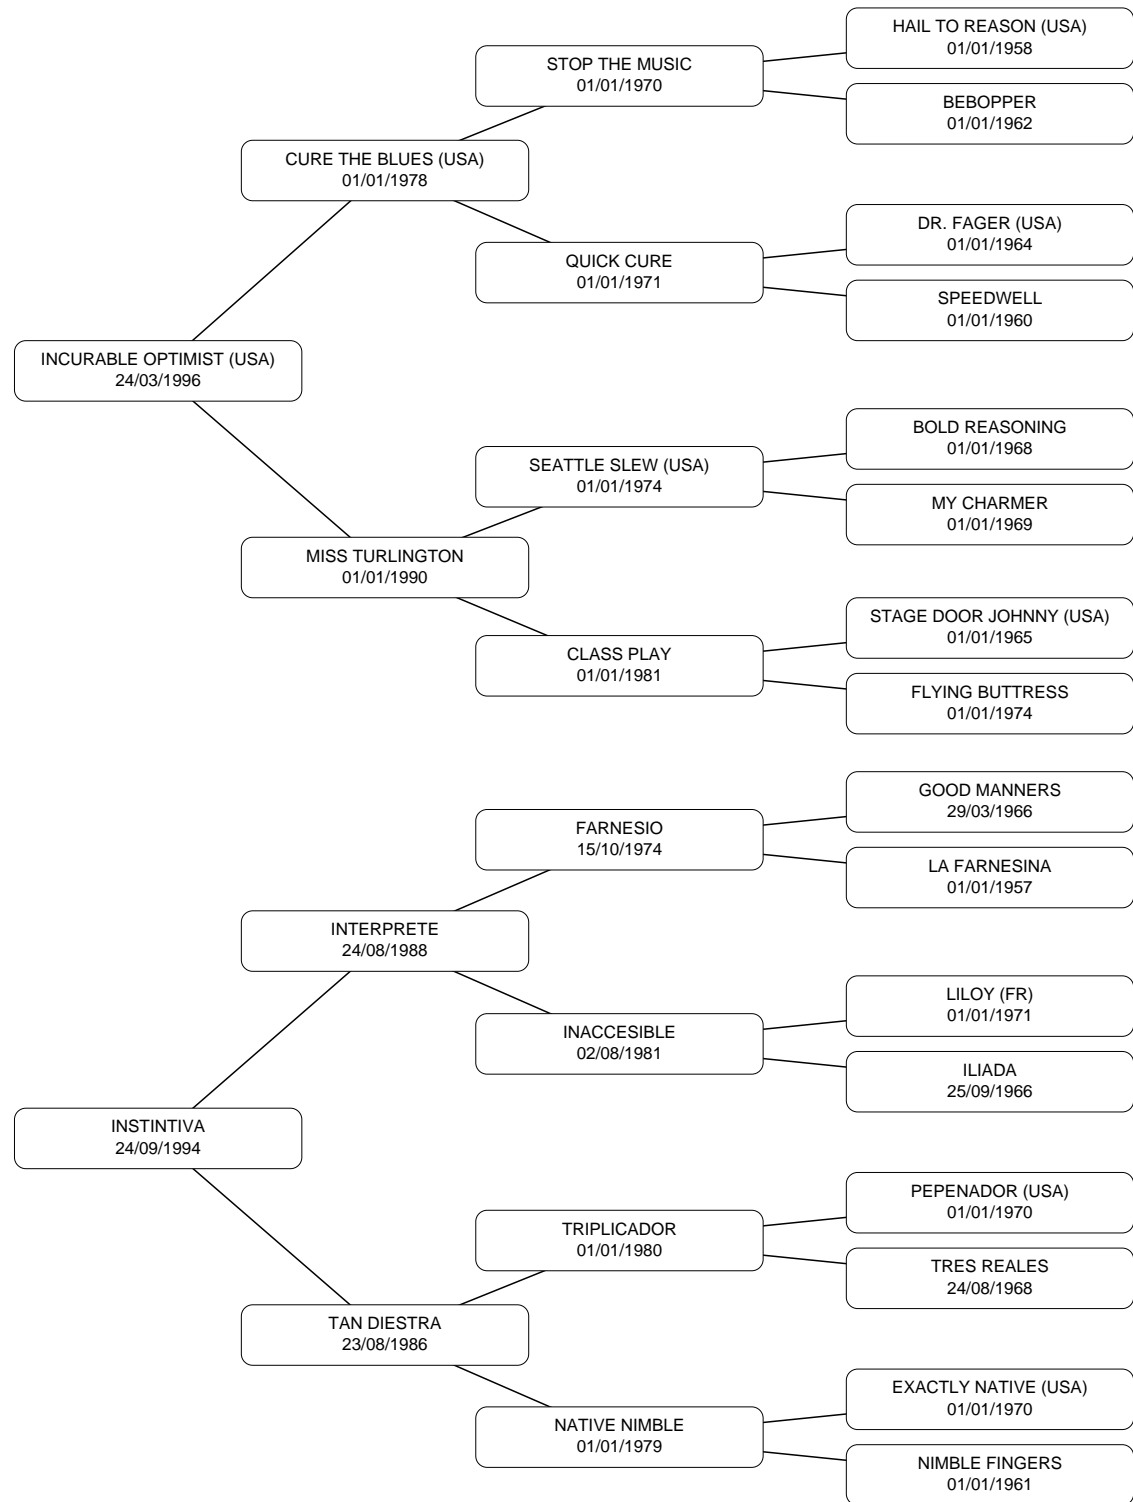 HAIL TO REASON (USA)
01/01/1958
STOP THE MUSIC
01/01/1970
BEBOPPER
01/01/1962
CURE THE BLUES (USA)
01/01/1978
DR. FAGER (USA)
01/01/1964
QUICK CURE
01/01/1971
SPEEDWELL
01/01/1960
INCURABLE OPTIMIST (USA)
24/03/1996
BOLD REASONING
01/01/1968
SEATTLE SLEW (USA)
01/01/1974
MY CHARMER
01/01/1969
MISS TURLINGTON
01/01/1990
STAGE DOOR JOHNNY (USA)
01/01/1965
CLASS PLAY
01/01/1981
FLYING BUTTRESS
01/01/1974
GOOD MANNERS
29/03/1966
FARNESIO
15/10/1974
LA FARNESINA
01/01/1957
INTERPRETE
24/08/1988
LILOY (FR)
01/01/1971
INACCESIBLE
02/08/1981
ILIADA
25/09/1966
INSTINTIVA
24/09/1994
PEPENADOR (USA)
01/01/1970
TRIPLICADOR
01/01/1980
TRES REALES
24/08/1968
TAN DIESTRA
23/08/1986
EXACTLY NATIVE (USA)
01/01/1970
NATIVE NIMBLE
01/01/1979
NIMBLE FINGERS
01/01/1961